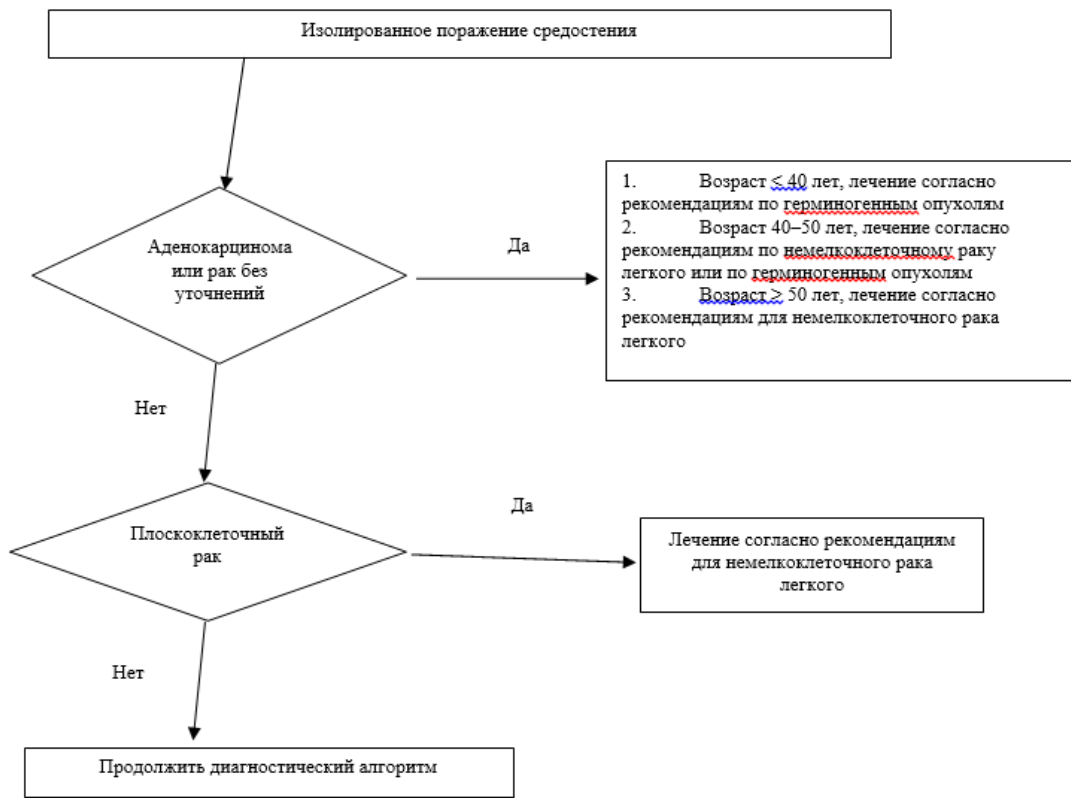 Изолированное поражение средостения
Аденокарцинома
или рак без
уточнений
Да
1. Возраст < 40 лет, лечение согласно
рекомендациям по герминогенным опухолям
2. Возраст 40–50 лет, лечение согласно
рекомендациям по немелкоклеточному раку
легкого или по герминогенным опухолям
3. Возраст ≥ 50 лет, лечение согласно
рекомендациям для немелкоклеточного рака
легкого
Нет
Плоскоклеточный
рак
Да
Лечение согласно рекомендациям
для немелкоклеточного рака
легкого
Нет
Продолжить диагностический алгоритм